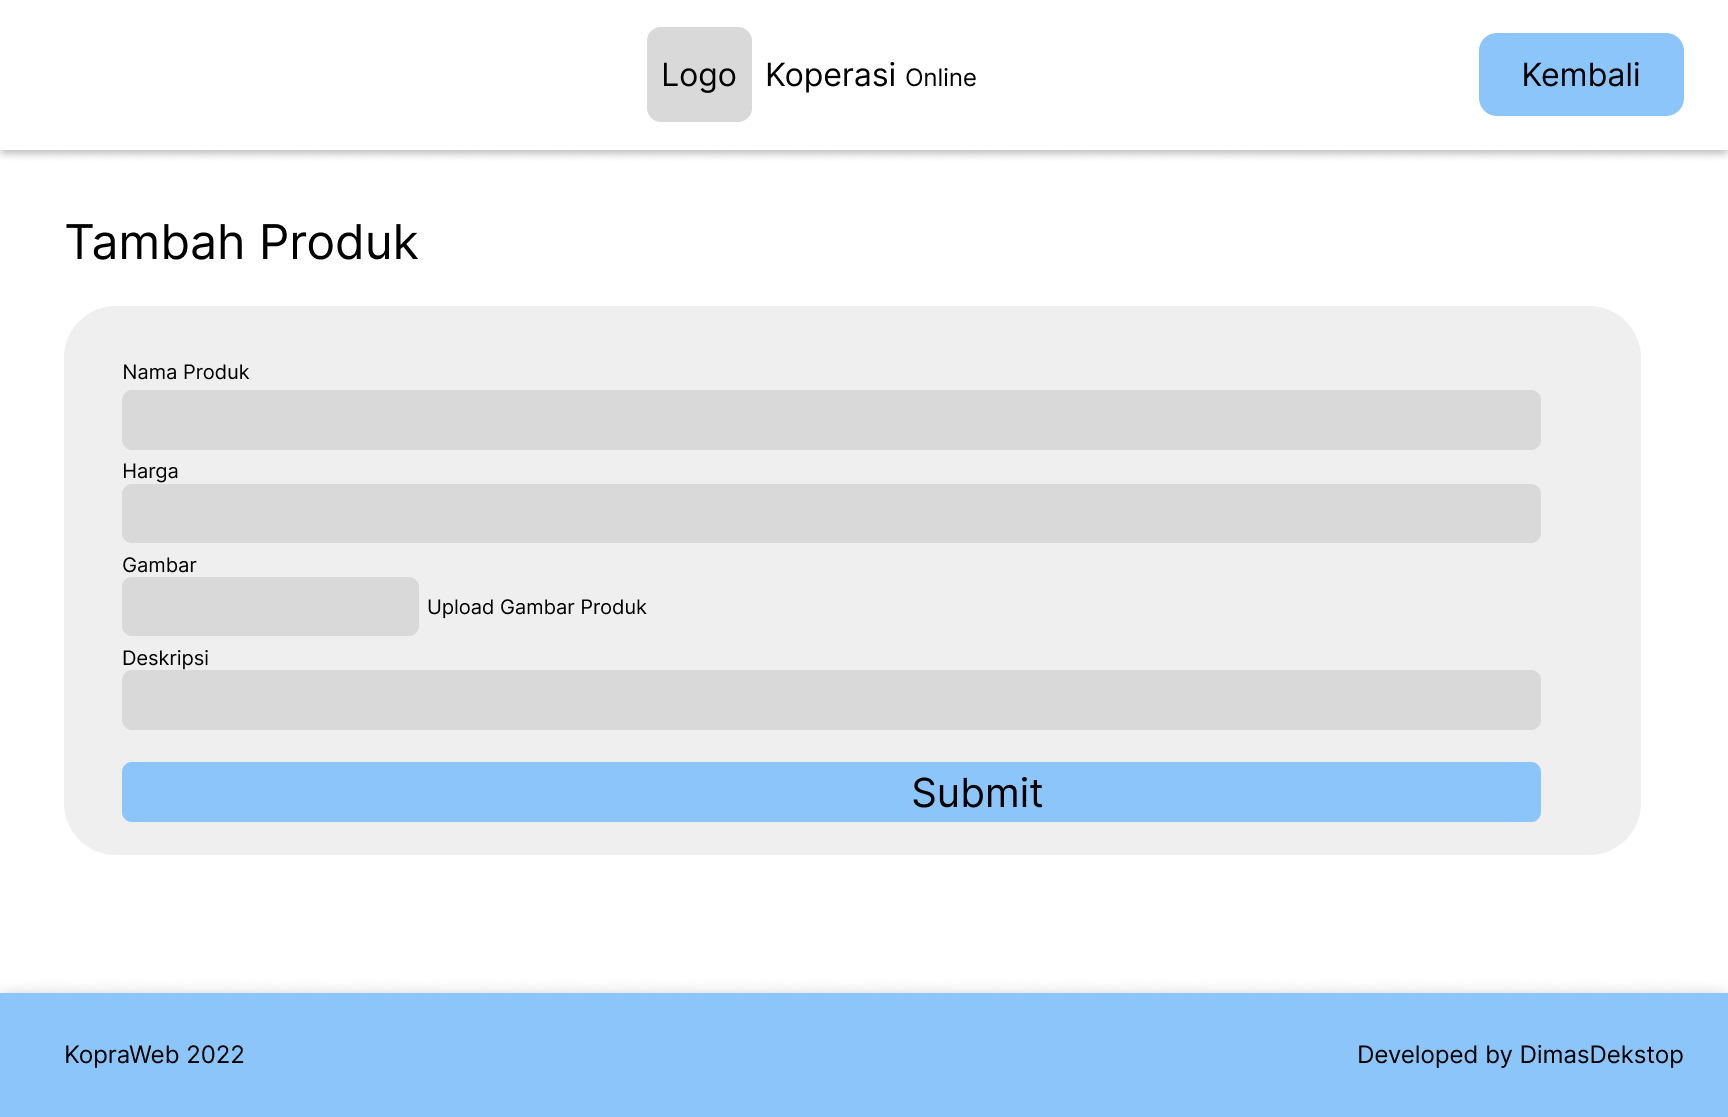 Logo Koperasi Online
Kembali
Tambah Produk
Nama Produk
Harga
Gambar
Upload Gambar Produk
Deskripsi
Submit
KopraWeb 2022
Developed by DimasDekstop